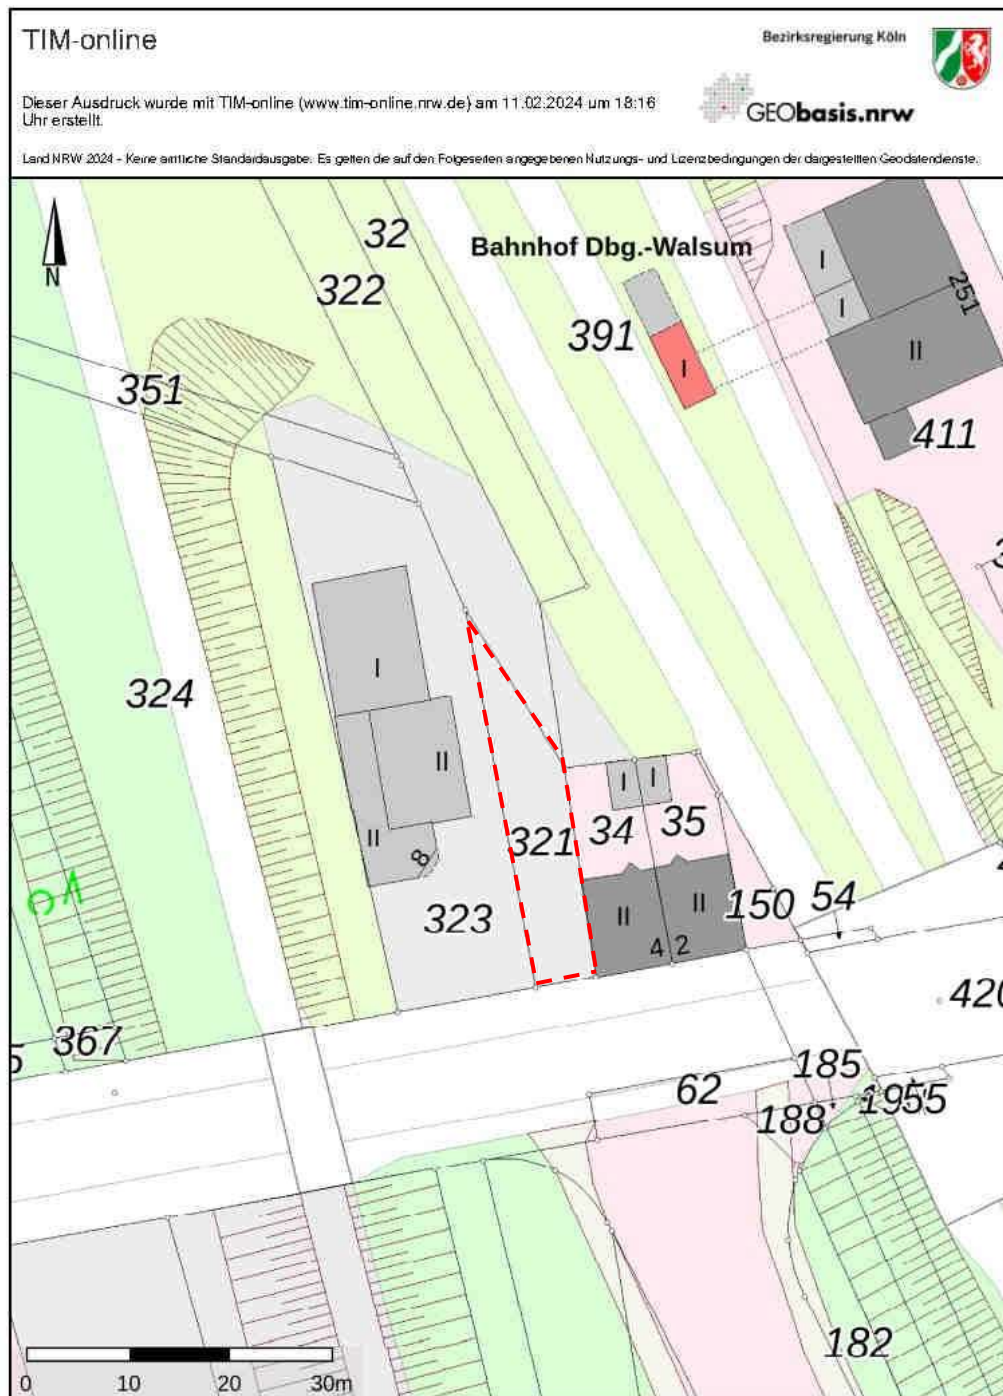 TIM-online
Bezirksregierung Köln
Dieser Ausdruck wurde mit TIM-online (www.tim-online.nrw.de) am 11.02.2024 um 18:16
Uhr erstellt.
GEObasis.nrw
Land NRW 2024 - Keine amtliche Standardausgabe. Es gelten die auf den Folgeseiten angegebenen Nutzungs- und Lizenzbedingungen der dargestellten Geodatendienste.
N
32
Bahnhof Dbg.-Walsum
322
I
I
251
391
I
II
351
411
I
324
II
I
I
321
34
35
II
8
323
II
II
150
54
4
2
420
367
185
62
188
195
55
182
0
10
20
30m